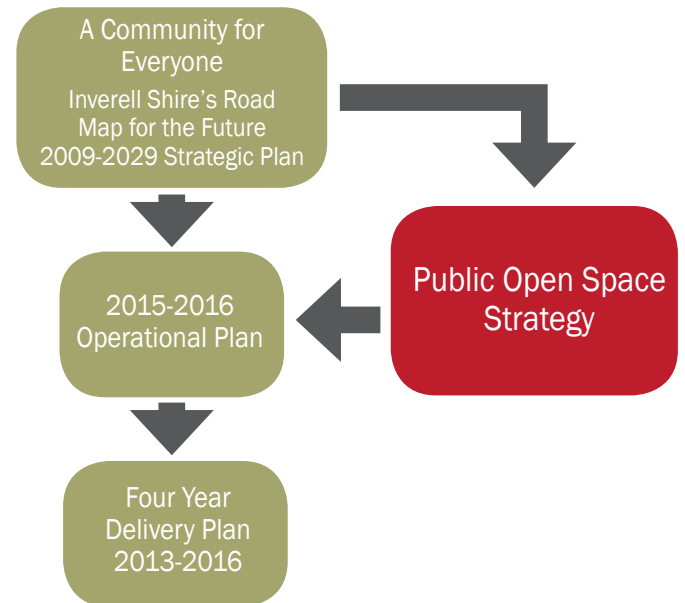 A Community for
Everyone
Inverell Shire's Road
Map for the Future
2009-2029 Strategic Plan
Public Open Space
Strategy
2015-2016
Operational Plan
Four Year
Delivery Plan
2013-2016